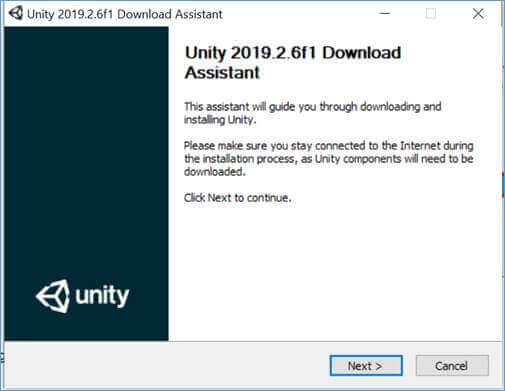 Unity 2019.2.6f1 Download Assistant
Unity 2019.2.6f1 Download
Assistant
This assistant will guide you through downloading and
installing Unity.
Please make sure you stay connected to the Internet during
the installation process, as Unity components will need to be
downloaded.
Click Next to continue.
unity
Next >
Cancel